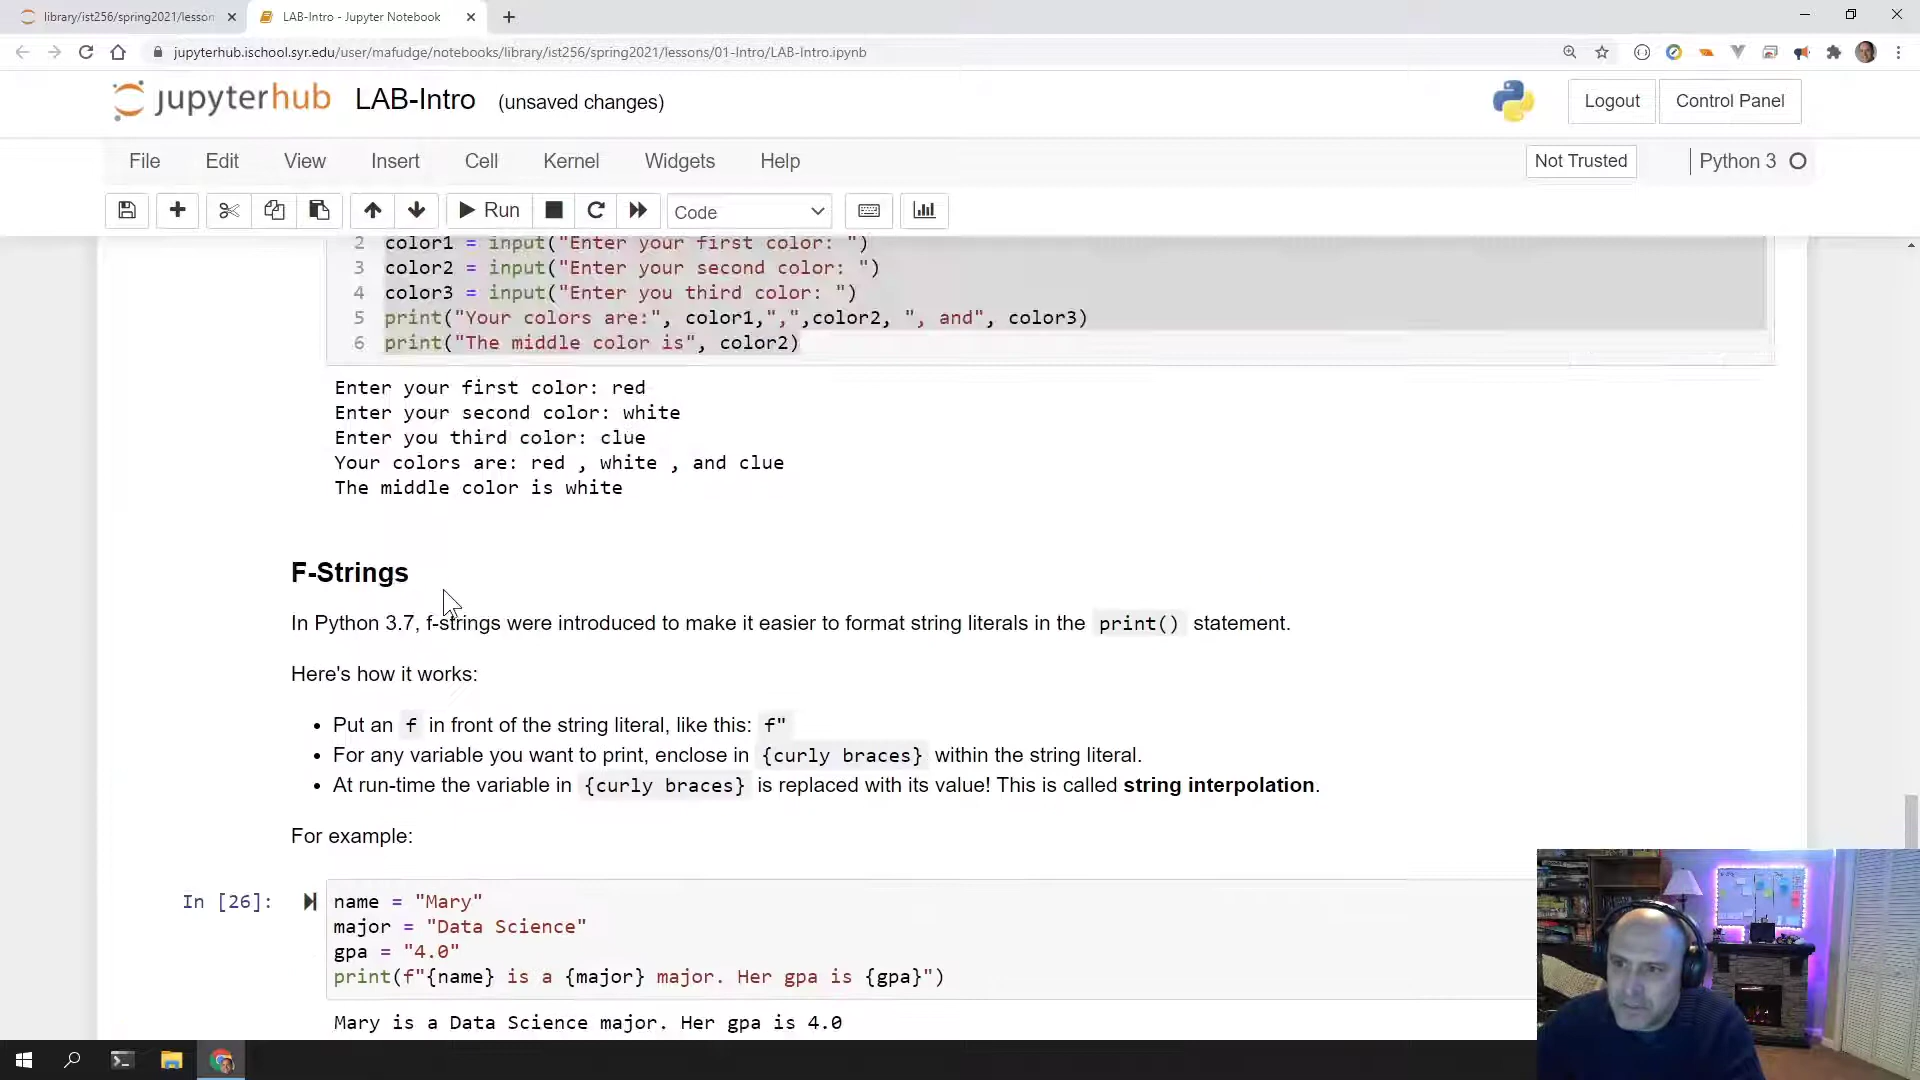 library/ist256/spring2021/lesson
LAB-Intro - Jupyter Notebook
jupyterhub.ischool.syr.edu/user/mafudge/notebooks/library/ist256/spring2021/lessons/01-Intro/LAB-Intro.ipynb
jupyterhub LAB-Intro (unsaved changes)
Logout Control Panel
File Edit View Insert Cell Kernel Widgets Help
Not Trusted Python 3
Run Code
2 color1 = input("Enter your first color: ")
3 color2 = input("Enter your second color: ")
4 color3 = input("Enter you third color: ")
5 print("Your colors are:", color1,",",color2, ", and", color3)
6 print("The middle color is", color2)
Enter your first color: red
Enter your second color: white
Enter you third color: clue
Your colors are: red , white , and clue
The middle color is white
F-Strings
In Python 3.7, f-strings were introduced to make it easier to format string literals in the print() statement.
Here's how it works:
• Put an f in front of the string literal, like this: f"
• For any variable you want to print, enclose in {curly braces} within the string literal.
• At run-time the variable in {curly braces} is replaced with its value! This is called string interpolation.
For example:
In [26]:
name = "Mary"
major = "Data Science"
gpa = "4.0"
print(f"{name} is a {major} major. Her gpa is {gpa}")
Mary is a Data Science major. Her gpa is 4.0